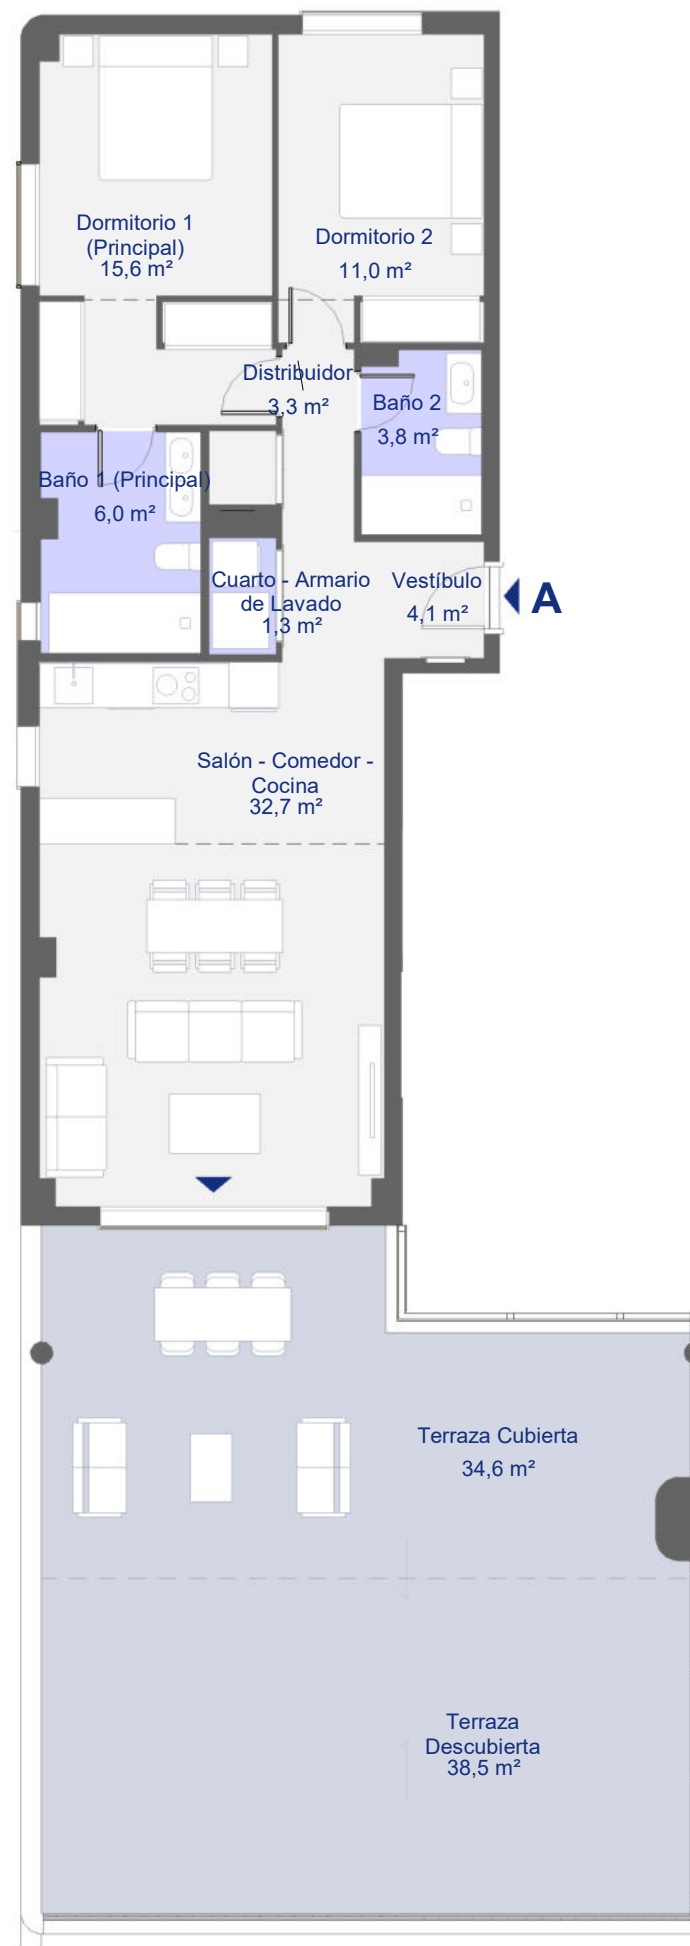 Dormitorio 1
(Principal)
15,6 m²
Dormitorio 2
11,0 m²
Distribuidor
3,3 m²
Baño 2
3,8 m²
Baño 1 (Principal)
6,0 m²
Cuarto - Armario
de Lavado
1,3 m²
Vestíbulo
4,1 m²
A
Salón - Comedor -
Cocina
32,7 m²
Terraza Cubierta
34,6 m²
Terraza
Descubierta
38,5 m²